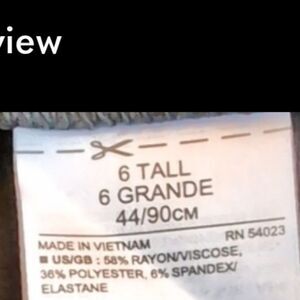 view
6 TALL
6 GRANDE
44/90CM
MADE IN VIETNAM RN 54023
■ US/GB : 58% RAYON/VISCOSE,
36% POLYESTER, 6% SPANDEX/
ELASTANE